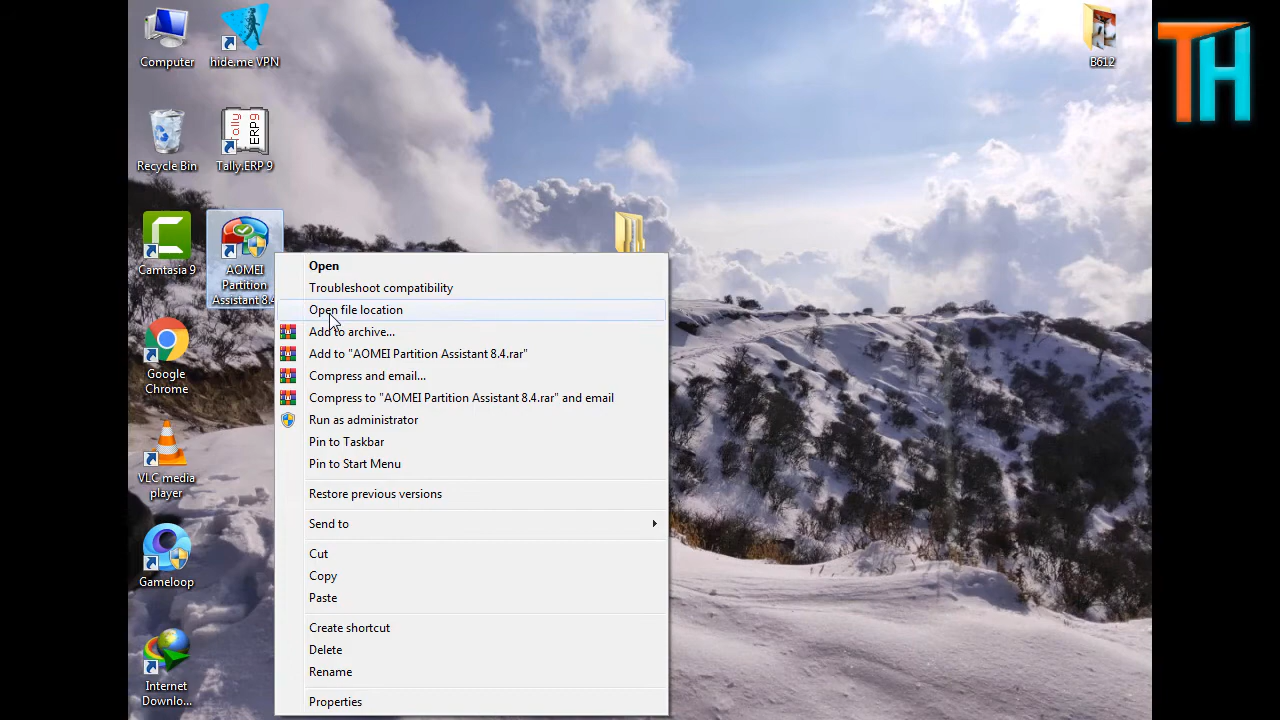 Computer
hide.me VPN
B612
TH
Recycle Bin
Tally
ERP9
Tally.ERP 9
Camtasia 9
AOMEI
Partition
Assistant 8.4
Google
Chrome
VLC media
player
Gameloop
Internet
Downlo...
Open
Troubleshoot compatibility
Open file location
Add to archive...
Add to "AOMEI Partition Assistant 8.4.rar"
Compress and email...
Compress to "AOMEI Partition Assistant 8.4.rar" and email
Run as administrator
Pin to Taskbar
Pin to Start Menu
Restore previous versions
Send to
Cut
Copy
Paste
Create shortcut
Delete
Rename
Properties